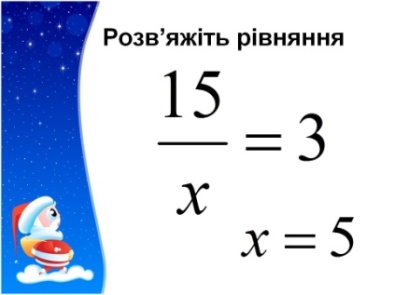 Розв’яжіть рівняння
15/x = 3
x = 5